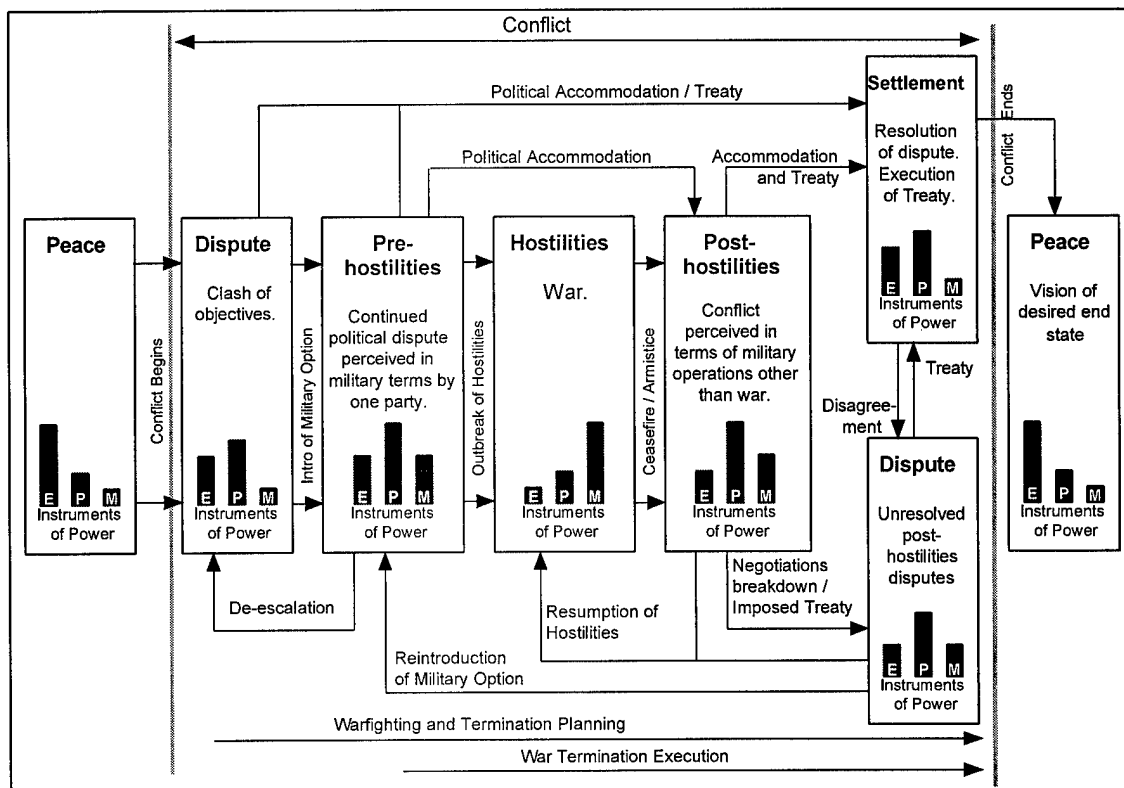 Conflict
Political Accommodation / Treaty
Settlement
Resolution
of dispute.
Execution
of Treaty.
E P M
Instruments
of Power
Conflict Ends
Political Accommodation
Accommodation
and Treaty
Peace
E P M
Instruments
of Power
Conflict Begins
Dispute
Clash of
objectives.
E P M
Instruments
of Power
Intro of Military Option
Pre-
hostilities
Continued
political dispute
perceived in
military terms by
one party.
E P M
Instruments
of Power
Outbreak of Hostilities
Hostilities
War.
E P M
Instruments
of Power
Ceasefire / Armistice
Post-
hostilities
Conflict
perceived in
terms of military
operations other
than war.
E P M
Instruments
of Power
Disagree-
ment
Treaty
Dispute
Unresolved
post-
hostilities
disputes
E P M
Instruments
of Power
Peace
Vision of
desired end
state
E P M
Instruments
of Power
De-escalation
Resumption of
Hostilities
Negotiations
breakdown /
Imposed Treaty
Reintroduction
of Military Option
Warfighting and Termination Planning
War Termination Execution